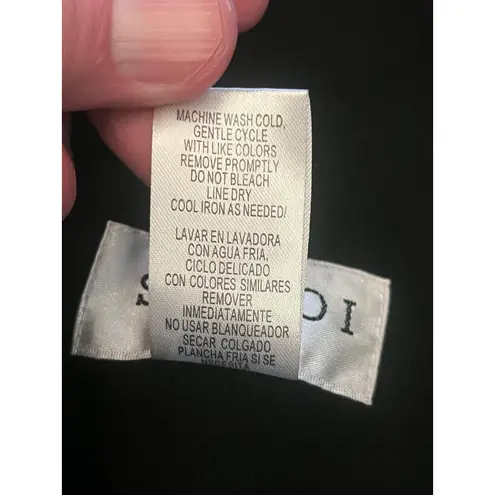 MACHINE WASH COLD,
GENTLE CYCLE
WITH LIKE COLORS
REMOVE PROMPTLY
DO NOT BLEACH
LINE DRY
COOL IRON AS NEEDED/
LAVAR EN LAVADORA
CON AGUA FRIA,
CICLO DELICADO
CON COLORES SIMILARES
REMOVER
INMEDIATAMENTE
NO USAR BLANQUEADOR
SECAR COLGADO
PLANCHA FRIA SI SE
NECESITA